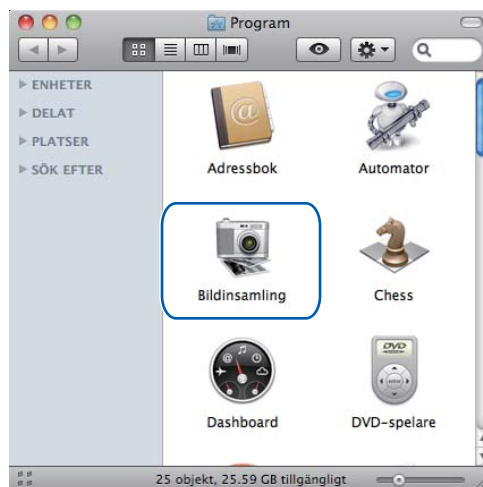 Program
ENHETER
DELAT
PLATSER
SÖK EFTER
Adressbok
Automator
Bildinsamling
Chess
DVD
Dashboard
DVD-spelare
25 objekt, 25.59 GB tillgängligt